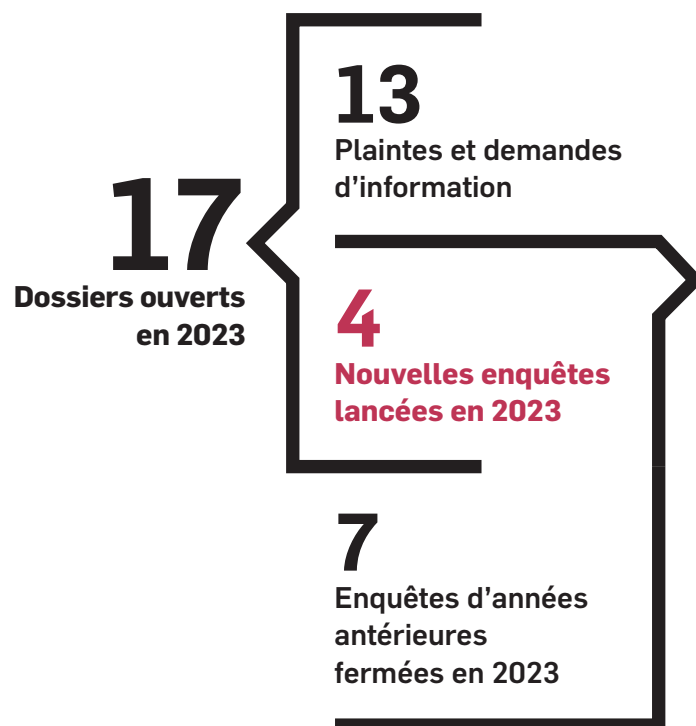 17
Dossiers ouverts
en 2023
13
Plaintes et demandes
d’information
4
Nouvelles enquêtes
lancées en 2023
7
Enquêtes d’années
antérieures
fermées en 2023